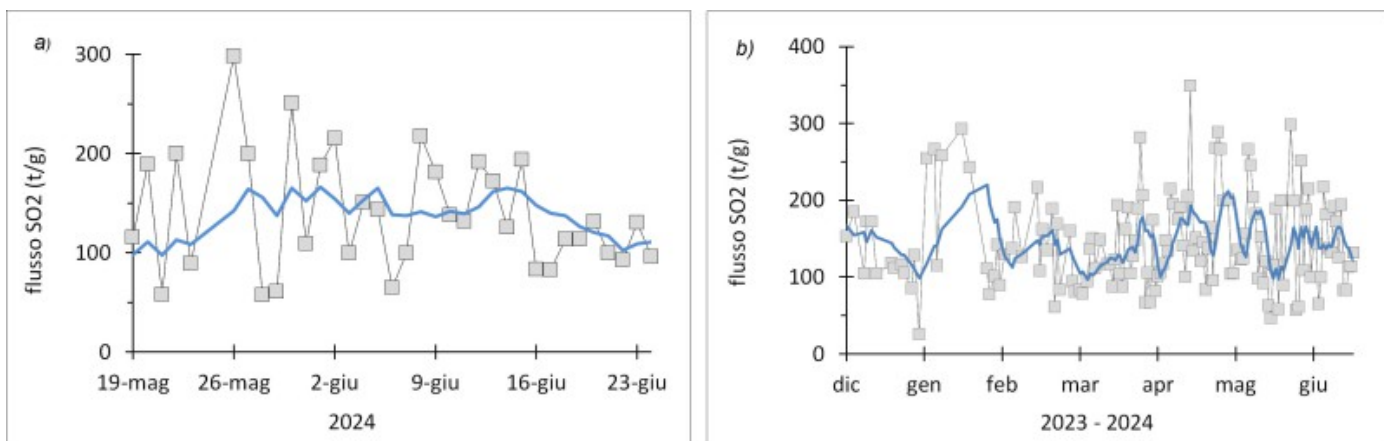 a)
flusso SO2 (t/g)
300
200
100
0
19-mag 26-mag 2-giu 9-giu 16-giu 23-giu
2024
b)
flusso SO2 (t/g)
400
300
200
100
0
dic gen feb mar apr mag giu
2023 - 2024